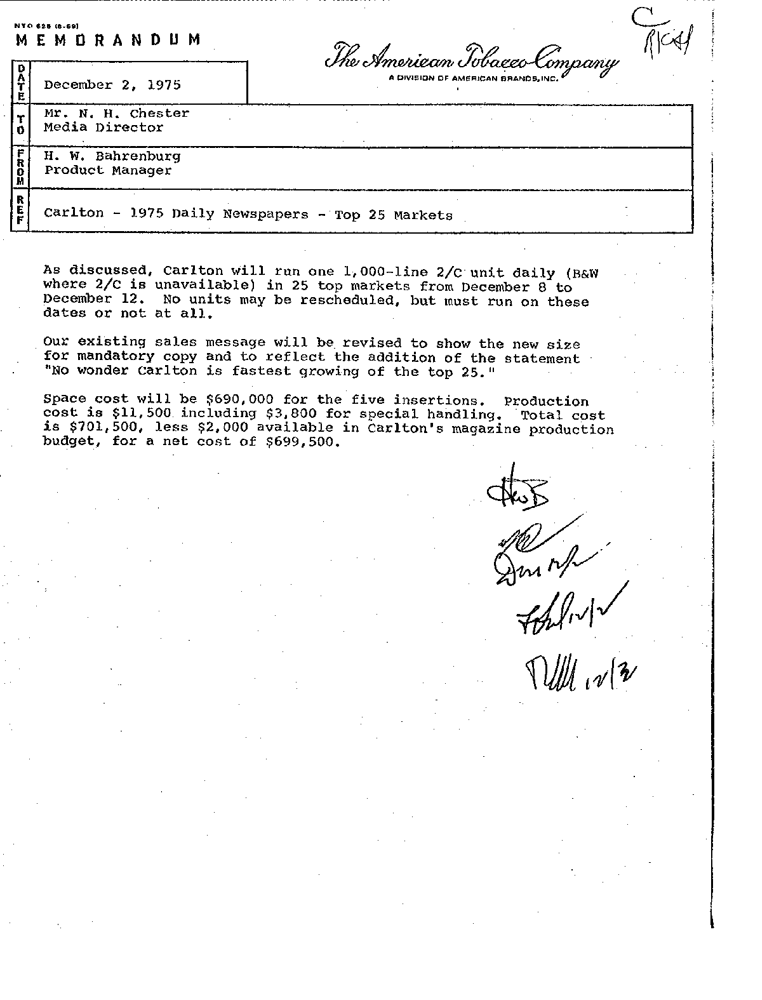 NYO 625 (6-69)
MEMORANDUM
C
The American Tobacco Company
A DIVISION OF AMERICAN BRANDS, INC.
DATE
December 2, 1975
TO
Mr. N. H. Chester
Media Director
FROM
H. W. Bahrenburg
Product Manager
REF
Carlton - 1975 Daily Newspapers - Top 25 Markets
As discussed, Carlton will run one 1,000-line 2/C unit daily (B&W
where 2/C is unavailable) in 25 top markets from December 8 to
December 12. No units may be rescheduled, but must run on these
dates or not at all.
Our existing sales message will be revised to show the new size
for mandatory copy and to reflect the addition of the statement
"No wonder Carlton is fastest growing of the top 25."
Space cost will be $690,000 for the five insertions. Production
cost is $11,500 including $3,800 for special handling. Total cost
is $701,500, less $2,000 available in Carlton's magazine production
budget, for a net cost of $699,500.
HWB
12/2
12/2